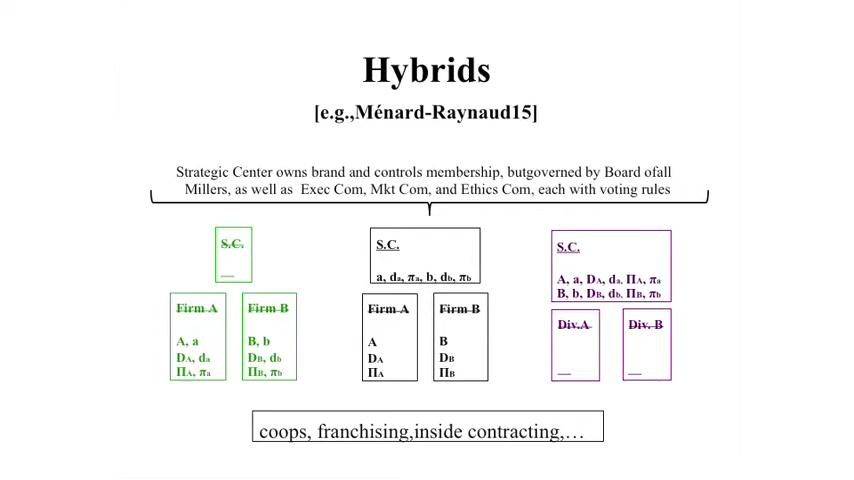 Hybrids
[e.g.,Ménard-Raynaud15]
Strategic Center owns brand and controls membership, butgoverned by Board ofall
Millers, as well as Exec Com, Mkt Com, and Ethics Com, each with voting rules
S.C.
__
Firm A
A, a
DA, da
ΠA, πa
Firm B
B, b
DB, db
ΠB, πb
S.C.
a, da, πa, b, db, πb
Firm A
A
DA
ΠA
Firm B
B
DB
ΠB
S.C.
A, a, DA, da, ΠA, πa
B, b, DB, db, ΠB, πb
Div.A
__
Div. B
__
coops, franchising,inside contracting,…